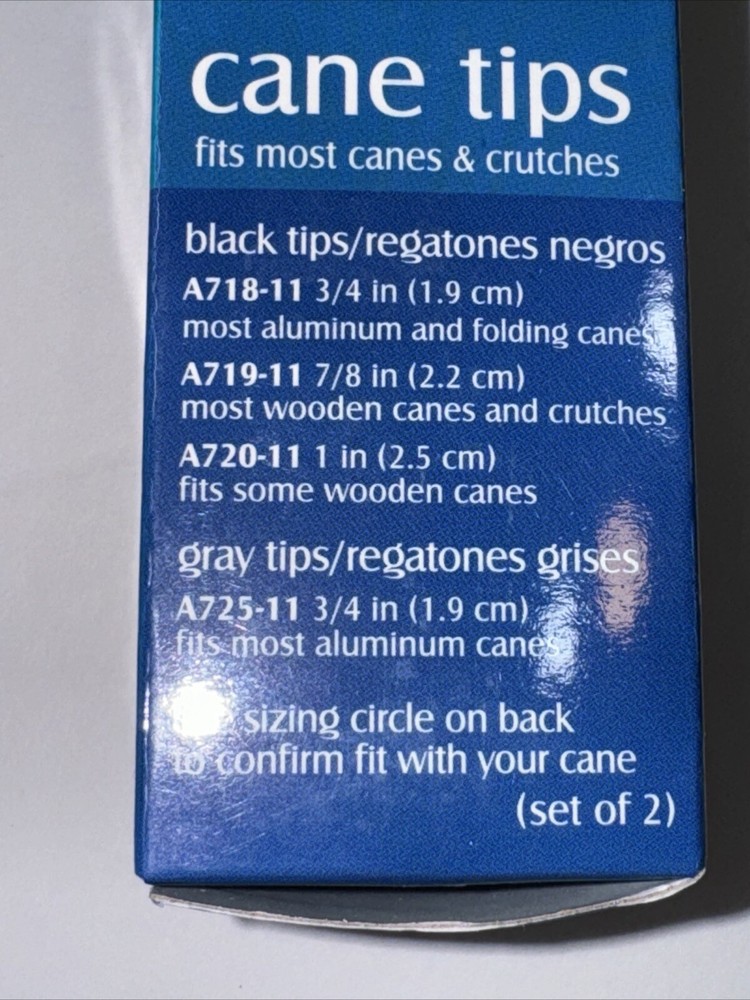 cane tips
fits most canes & crutches
black tips/regatones negros
A718-11 3/4 in (1.9 cm)
most aluminum and folding canes
A719-11 7/8 in (2.2 cm)
most wooden canes and crutches
A720-11 1 in (2.5 cm)
fits some wooden canes
gray tips/regatones grises
A725-11 3/4 in (1.9 cm)
fits most aluminum canes
sizing circle on back
to confirm fit with your cane
(set of 2)